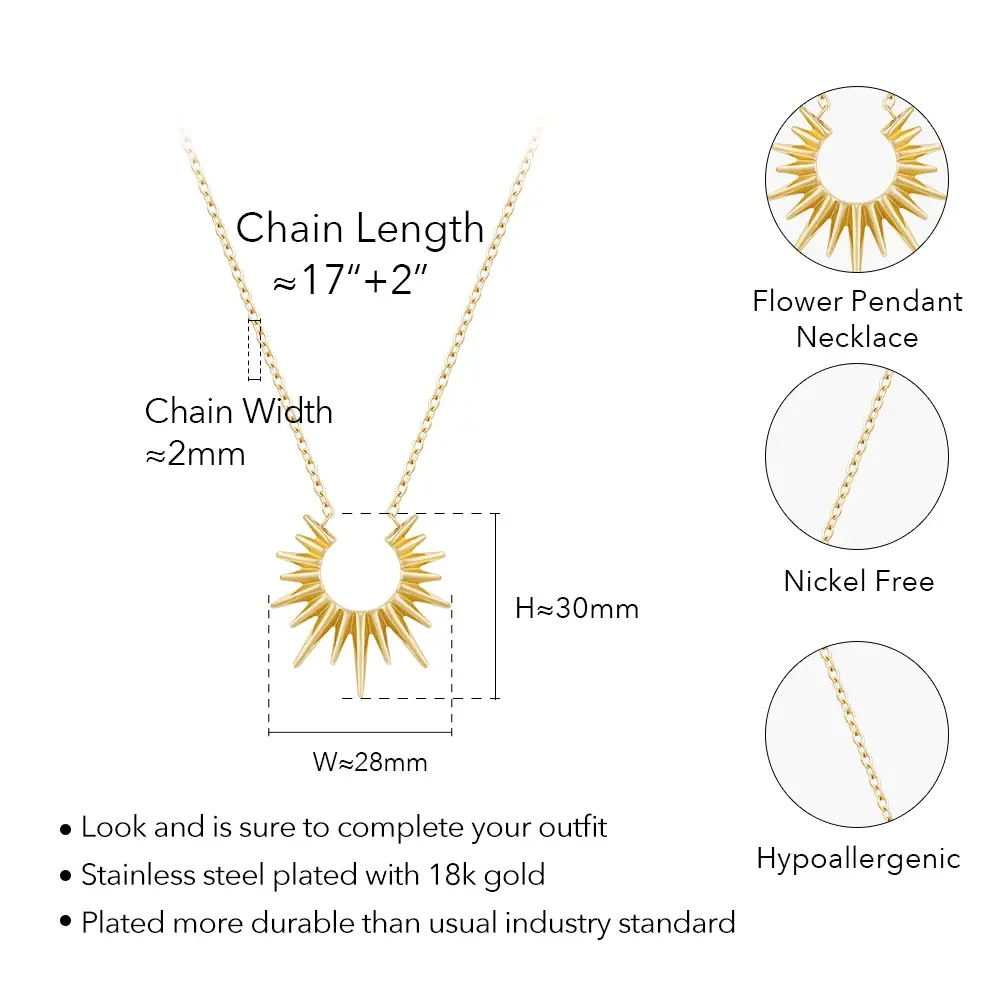 Chain Length
≈17“+2”
Chain Width
≈2mm
H≈30mm
W≈28mm
Flower Pendant
Necklace
Nickel Free
Hypoallergenic
• Look and is sure to complete your outfit
• Stainless steel plated with 18k gold
• Plated more durable than usual industry standard